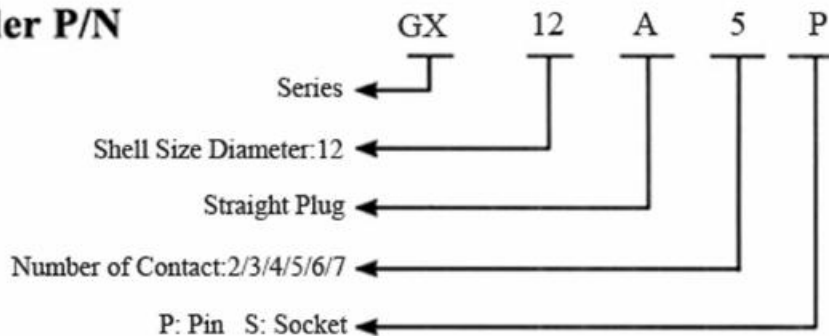 ler P/N
GX 12 A 5 P
Series
Shell Size Diameter:12
Straight Plug
Number of Contact:2/3/4/5/6/7
P: Pin S: Socket